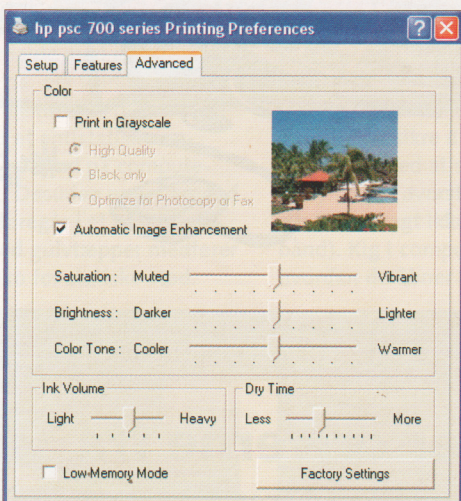 hp psc 700 series Printing Preferences
Setup Features Advanced
Color
Print in Grayscale
High Quality
Black only
Optimize for Photocopy or Fax
Automatic Image Enhancement
Saturation : Muted Vibrant
Brightness : Darker Lighter
Color Tone : Cooler Warmer
Ink Volume Dry Time
Light Heavy Less More
Low-Memory Mode Factory Settings